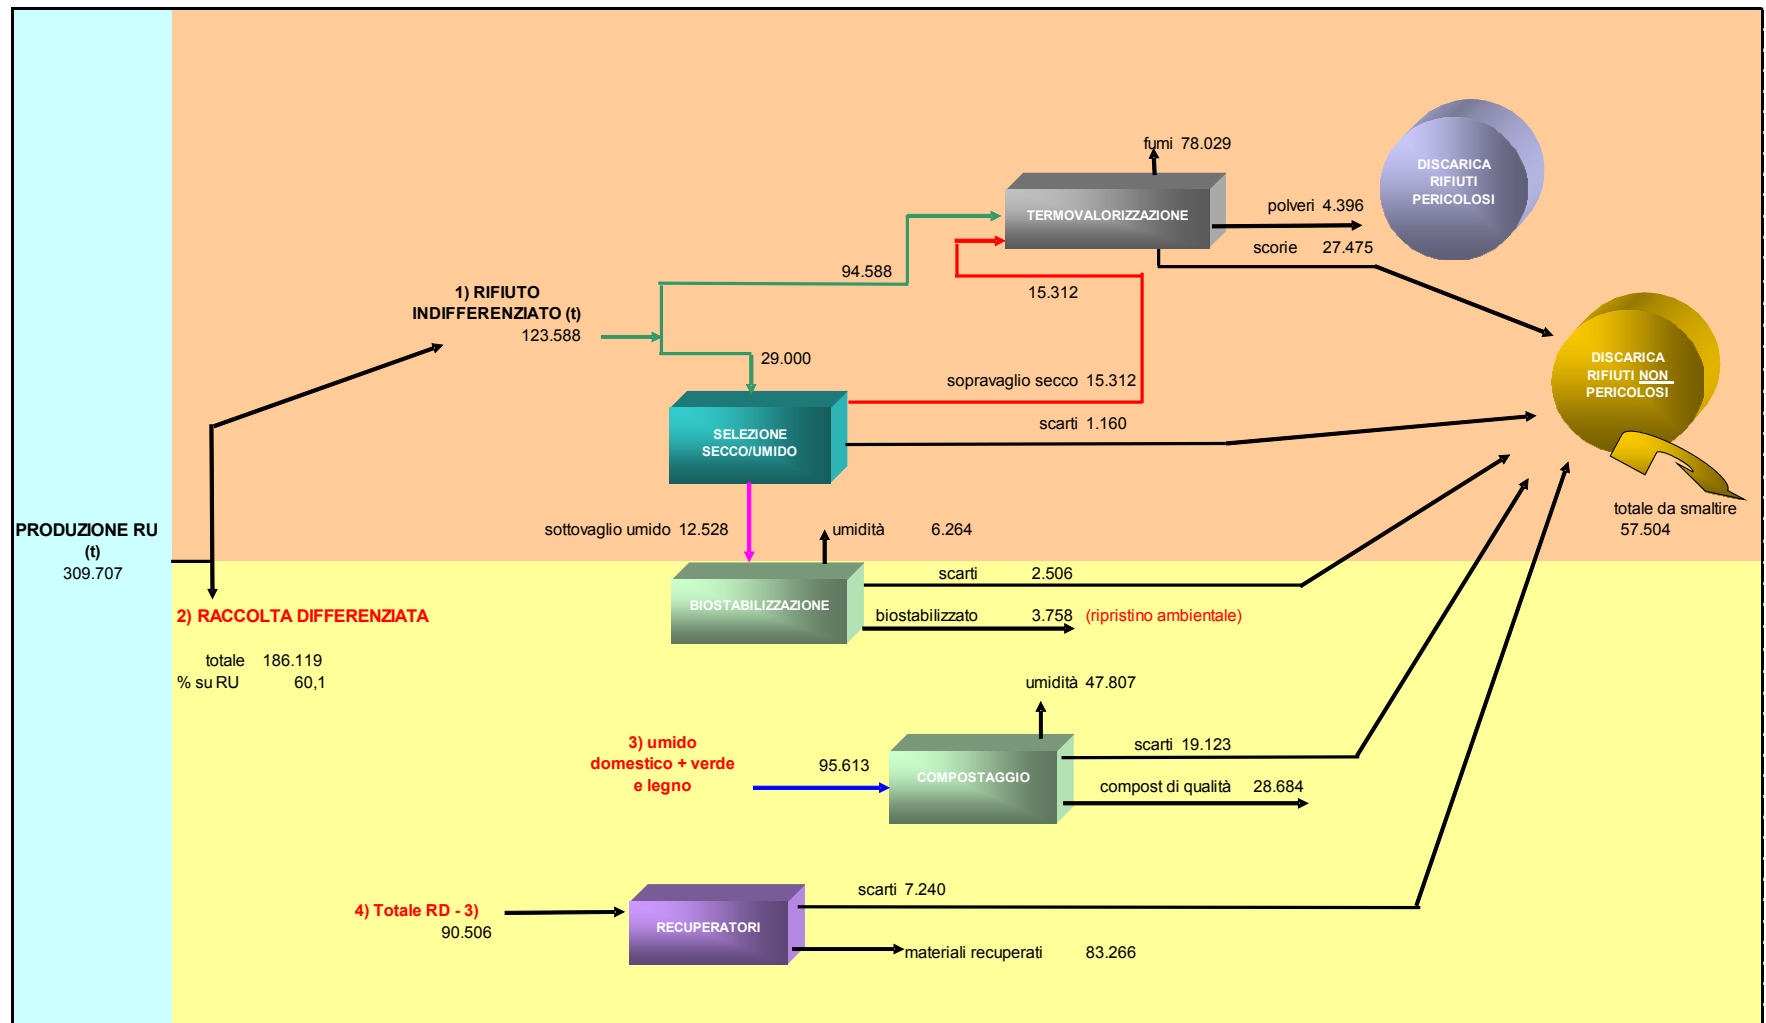 fumi 78.029
DISCARICA
RIFIUTI
PERICOLOSI
TERMOVALORIZZAZIONE
polveri 4.396
scorie 27.475
94.588
15.312
1) RIFIUTO
INDIFFERENZIATO (t)
123.588
29.000
sopravaglio secco 15.312
DISCARICA
RIFIUTI NON
PERICOLOSI
scarti 1.160
SELEZIONE
SECCO/UMIDO
totale da smaltire
57.504
PRODUZIONE RU
(t)
309.707
sottovaglio umido 12.528
umidità 6.264
scarti 2.506
BIOSTABILIZZAZIONE
biostabilizzato 3.758 (ripristino ambientale)
2) RACCOLTA DIFFERENZIATA
totale 186.119
% su RU 60,1
umidità 47.807
3) umido
domestico + verde
e legno
95.613
scarti 19.123
COMPOSTAGGIO
compost di qualità 28.684
scarti 7.240
4) Totale RD - 3)
90.506
RECUPERATORI
materiali recuperati 83.266